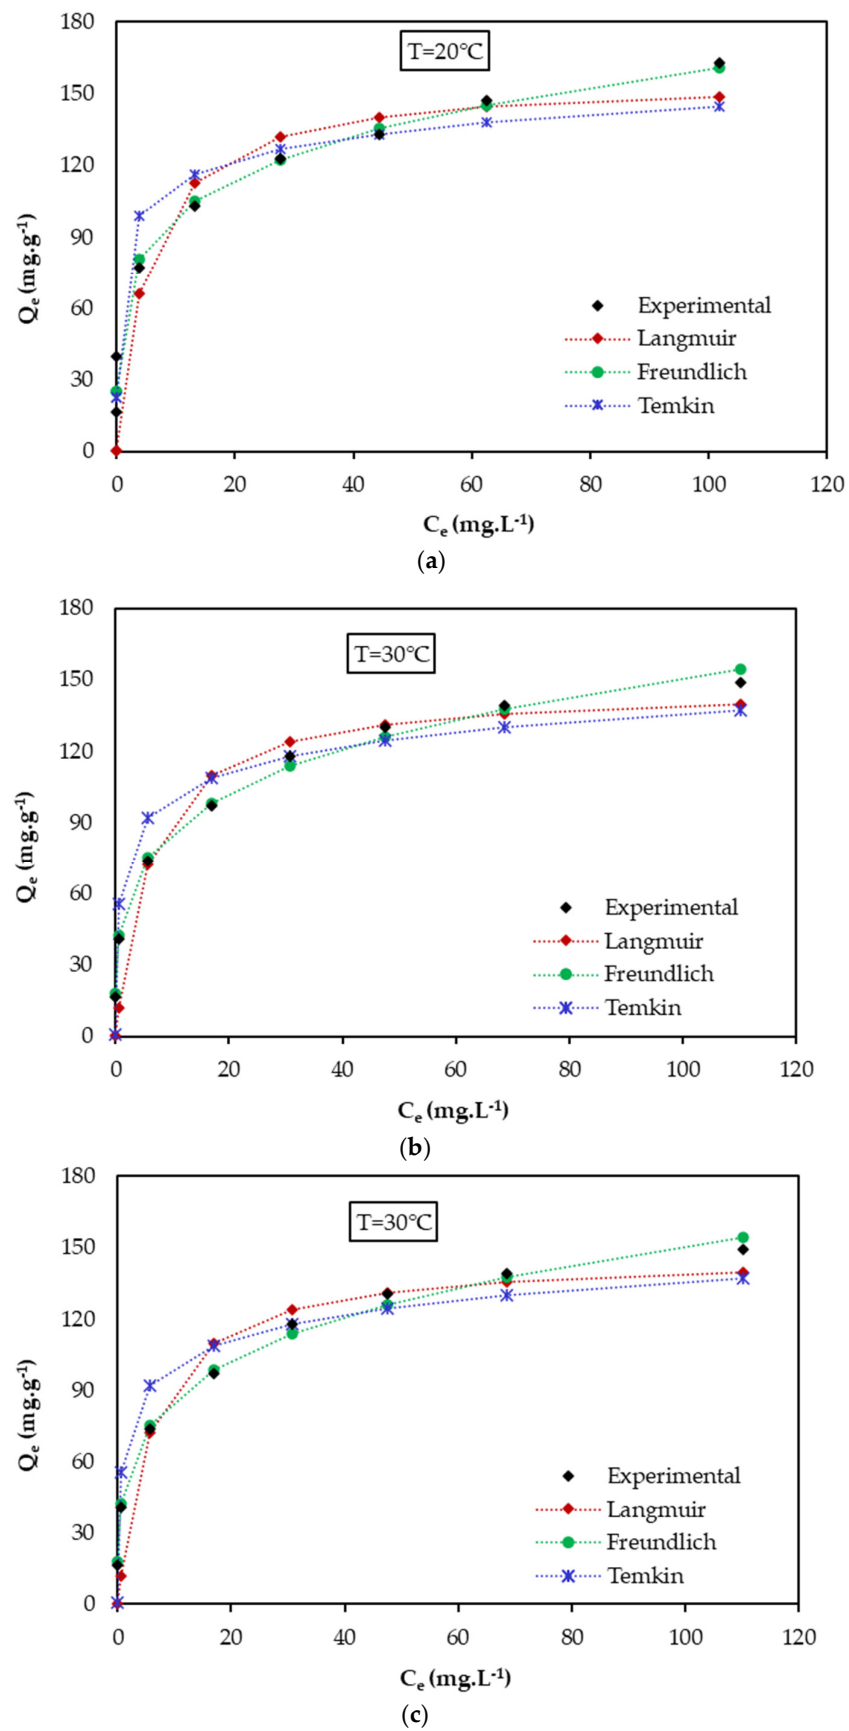 180
T=20°C
150
120
90
60
30
0
Qe (mg.g-1)
Experimental
Langmuir
Freundlich
Temkin
0 20 40 60 80 100 120
Ce (mg.L-1)
(a)
180
T=30°C
150
120
90
60
30
0
Qe (mg.g-1)
Experimental
Langmuir
Freundlich
Temkin
0 20 40 60 80 100 120
Ce (mg.L-1)
(b)
180
T=30°C
150
120
90
60
30
0
Qe (mg.g-1)
Experimental
Langmuir
Freundlich
Temkin
0 20 40 60 80 100 120
Ce (mg.L-1)
(c)